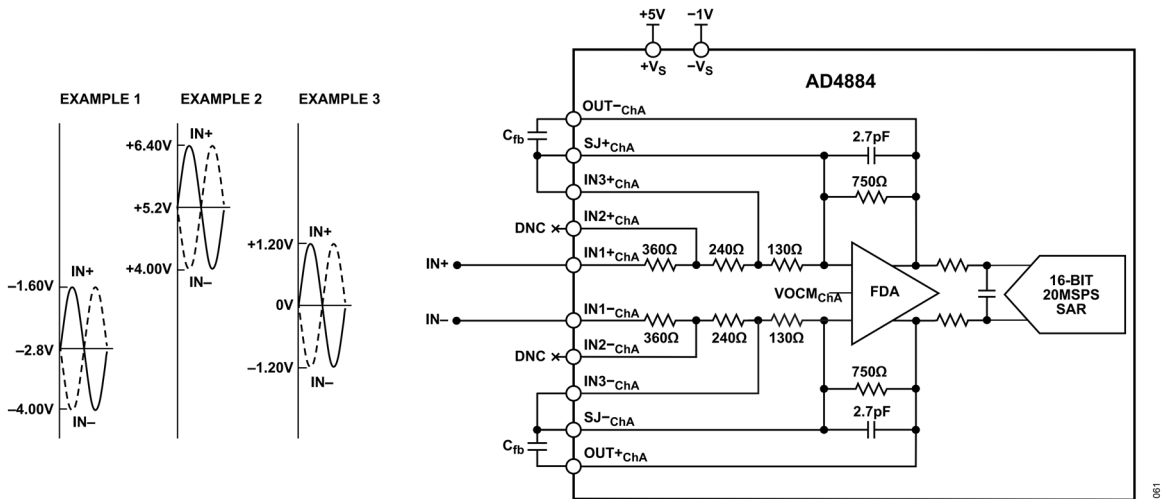 +5V
−1V
+VS
−VS
AD4884
EXAMPLE 1
EXAMPLE 2
EXAMPLE 3
−1.60V
−2.8V
−4.00V
IN+
IN−
+6.40V
+5.2V
+4.00V
IN+
IN−
+1.20V
0V
−1.20V
IN+
IN−
OUT−ChA
Cfb
SJ+ChA
2.7pF
IN3+ChA
750Ω
DNC
IN2+ChA
IN+
IN1+ChA
360Ω
240Ω
130Ω
VOCMChA
FDA
16-BIT
20MSPS
SAR
IN−
IN1−ChA
360Ω
240Ω
130Ω
DNC
IN2−ChA
IN3−ChA
750Ω
SJ−ChA
2.7pF
Cfb
OUT+ChA
061